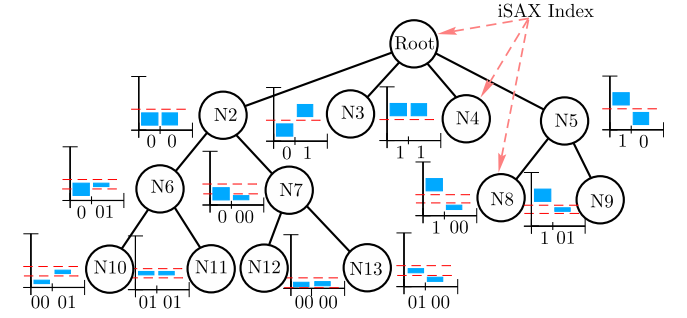 iSAX Index
Root
N2
N3
N4
N5
0 0
0 1
1 1
1 0
N6
N7
N8
N9
0 01
0 00
1 00
1 01
N10
N11
N12
N13
00 01
01 01
00 00
01 00